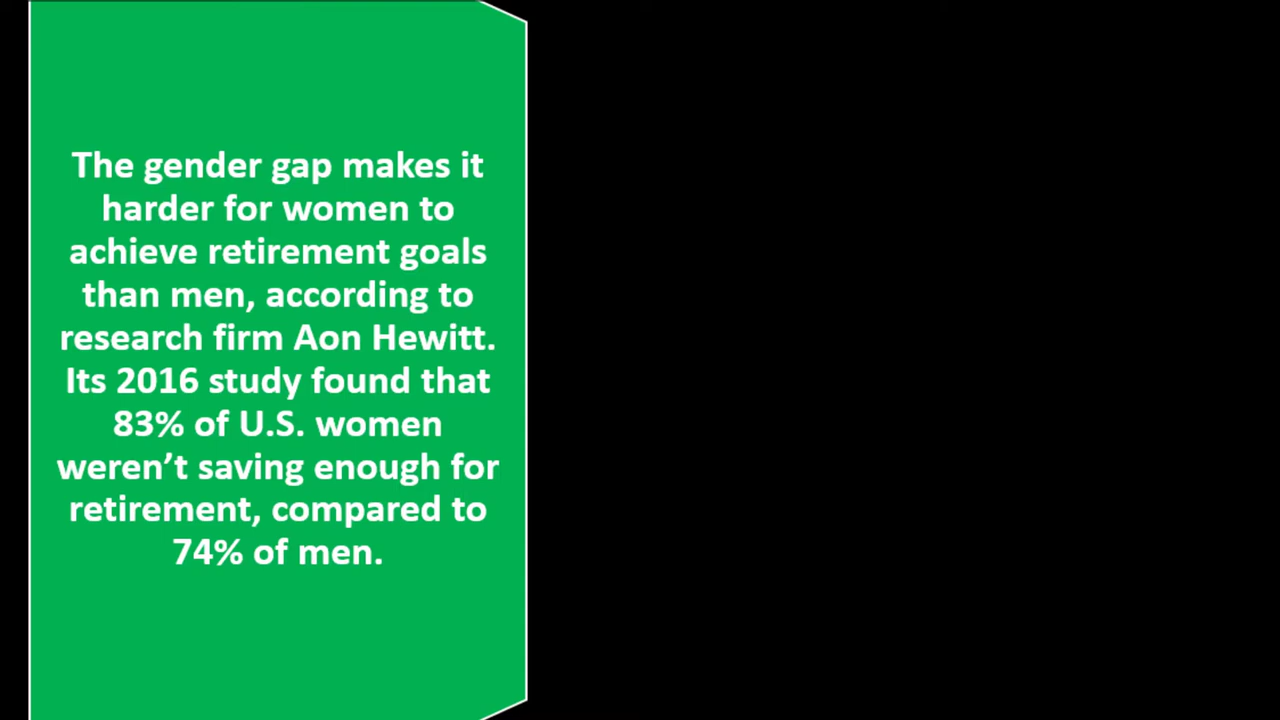 The gender gap makes it
harder for women to
achieve retirement goals
than men, according to
research firm Aon Hewitt.
Its 2016 study found that
83% of U.S. women
weren’t saving enough for
retirement, compared to
74% of men.